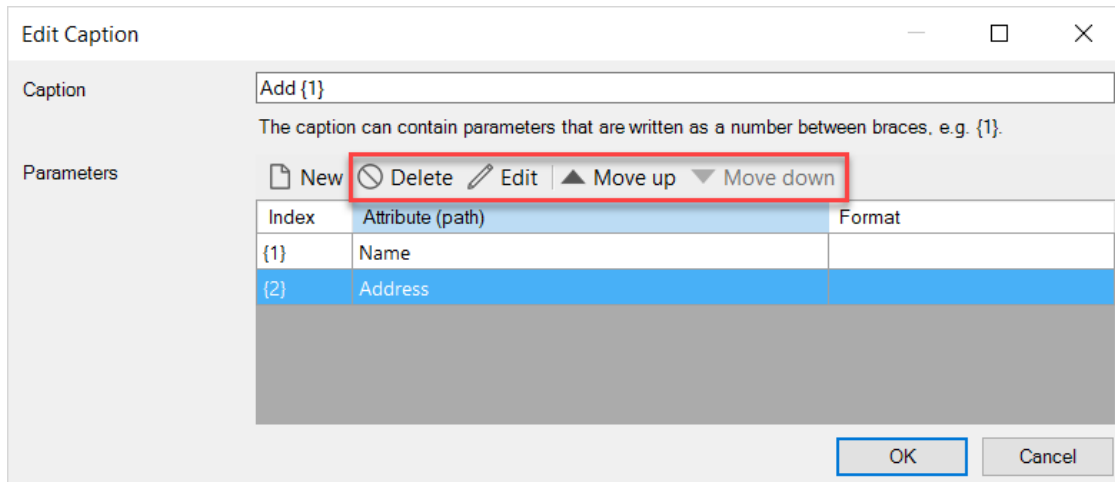 Edit Caption
Caption
Add {1}
The caption can contain parameters that are written as a number between braces, e.g. {1}.
Parameters
New Delete Edit Move up Move down
Index Attribute (path) Format
{1} Name
{2} Address
OK Cancel